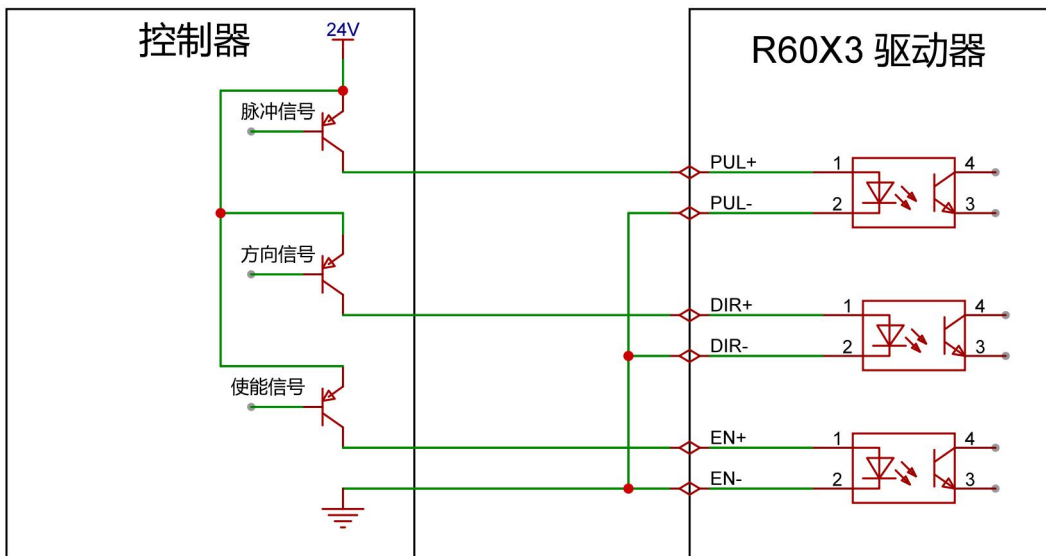 控制器
24V
R60X3 驱动器
脉冲信号
PUL+
1
4
PUL-
2
3
方向信号
DIR+
1
4
DIR-
2
3
使能信号
EN+
1
4
EN-
2
3